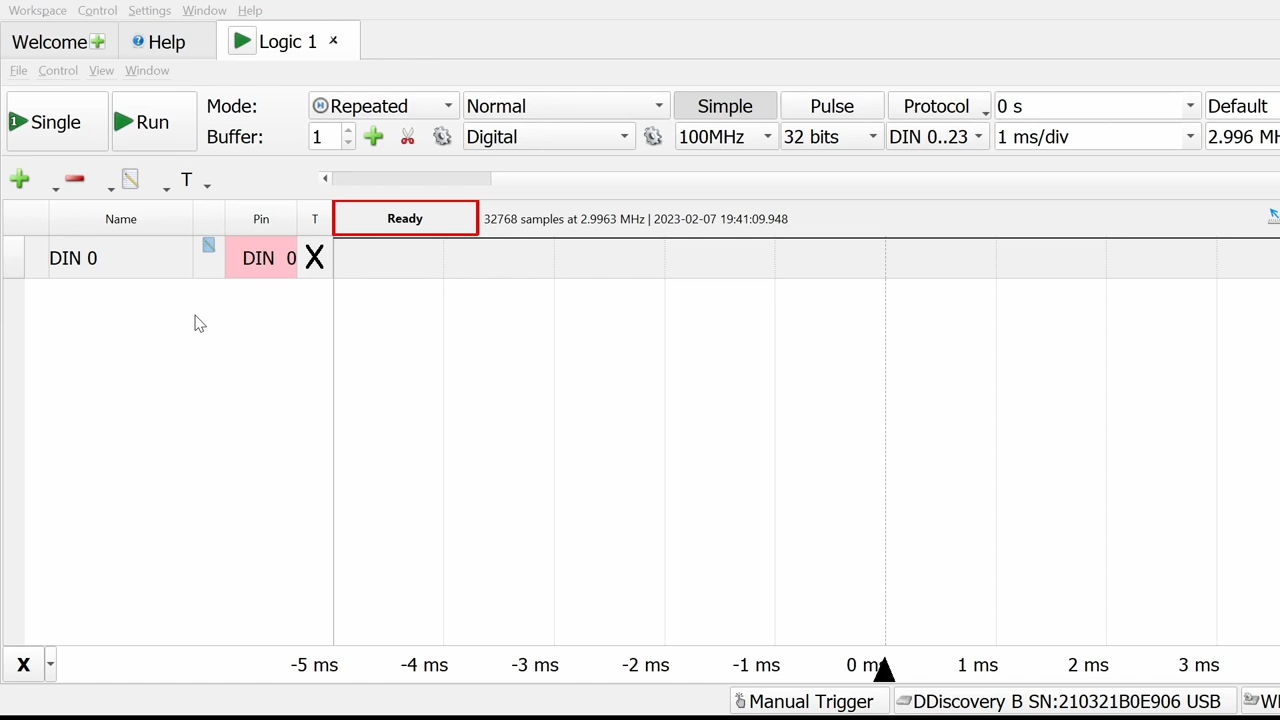 Workspace Control Settings Window Help
Welcome Help Logic 1
File Control View Window
Single Run Mode: Repeated Normal Simple Pulse Protocol 0 s Default
Buffer: 1 Digital 100MHz 32 bits DIN 0..23 1 ms/div 2.996 MH
T
Name Pin T Ready 32768 samples at 2.9963 MHz | 2023-02-07 19:41:09.948
DIN 0 DIN 0 X
X -5 ms -4 ms -3 ms -2 ms -1 ms 0 ms 1 ms 2 ms 3 ms
Manual Trigger DDiscovery B SN:210321B0E906 USB